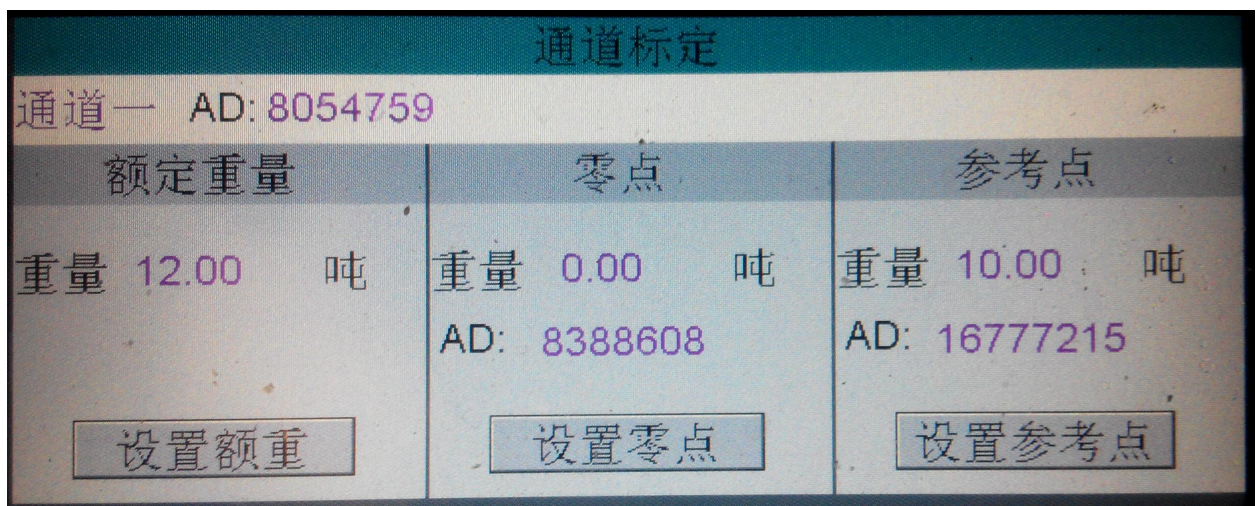 通道标定
通道一 AD: 8054759
额定重量 零点 参考点
重量 12.00 吨 重量 0.00 吨 重量 10.00 吨
AD: 8388608 AD: 16777215
设置额重 设置零点 设置参考点